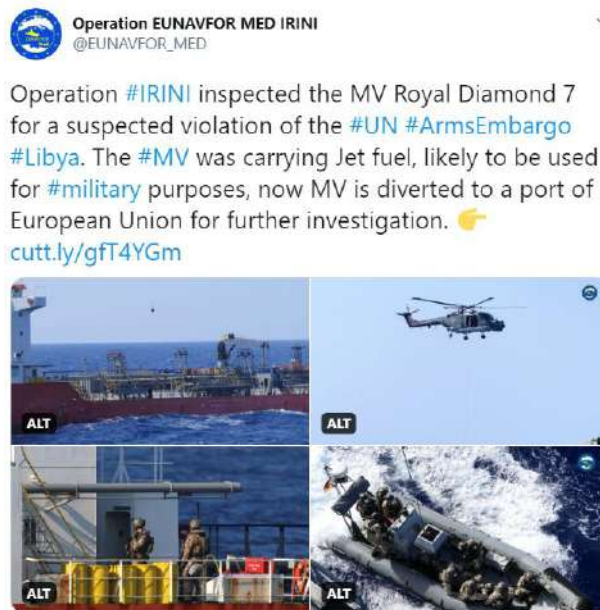 Operation EUNAVFOR MED IRINI
@EUNAVFOR_MED
Operation #IRINI inspected the MV Royal Diamond 7
for a suspected violation of the #UN #ArmsEmbargo
#Libya. The #MV was carrying Jet fuel, likely to be used
for #military purposes, now MV is diverted to a port of
European Union for further investigation. 👉
cutt.ly/gfT4YGm
ALT
ALT
ALT
ALT